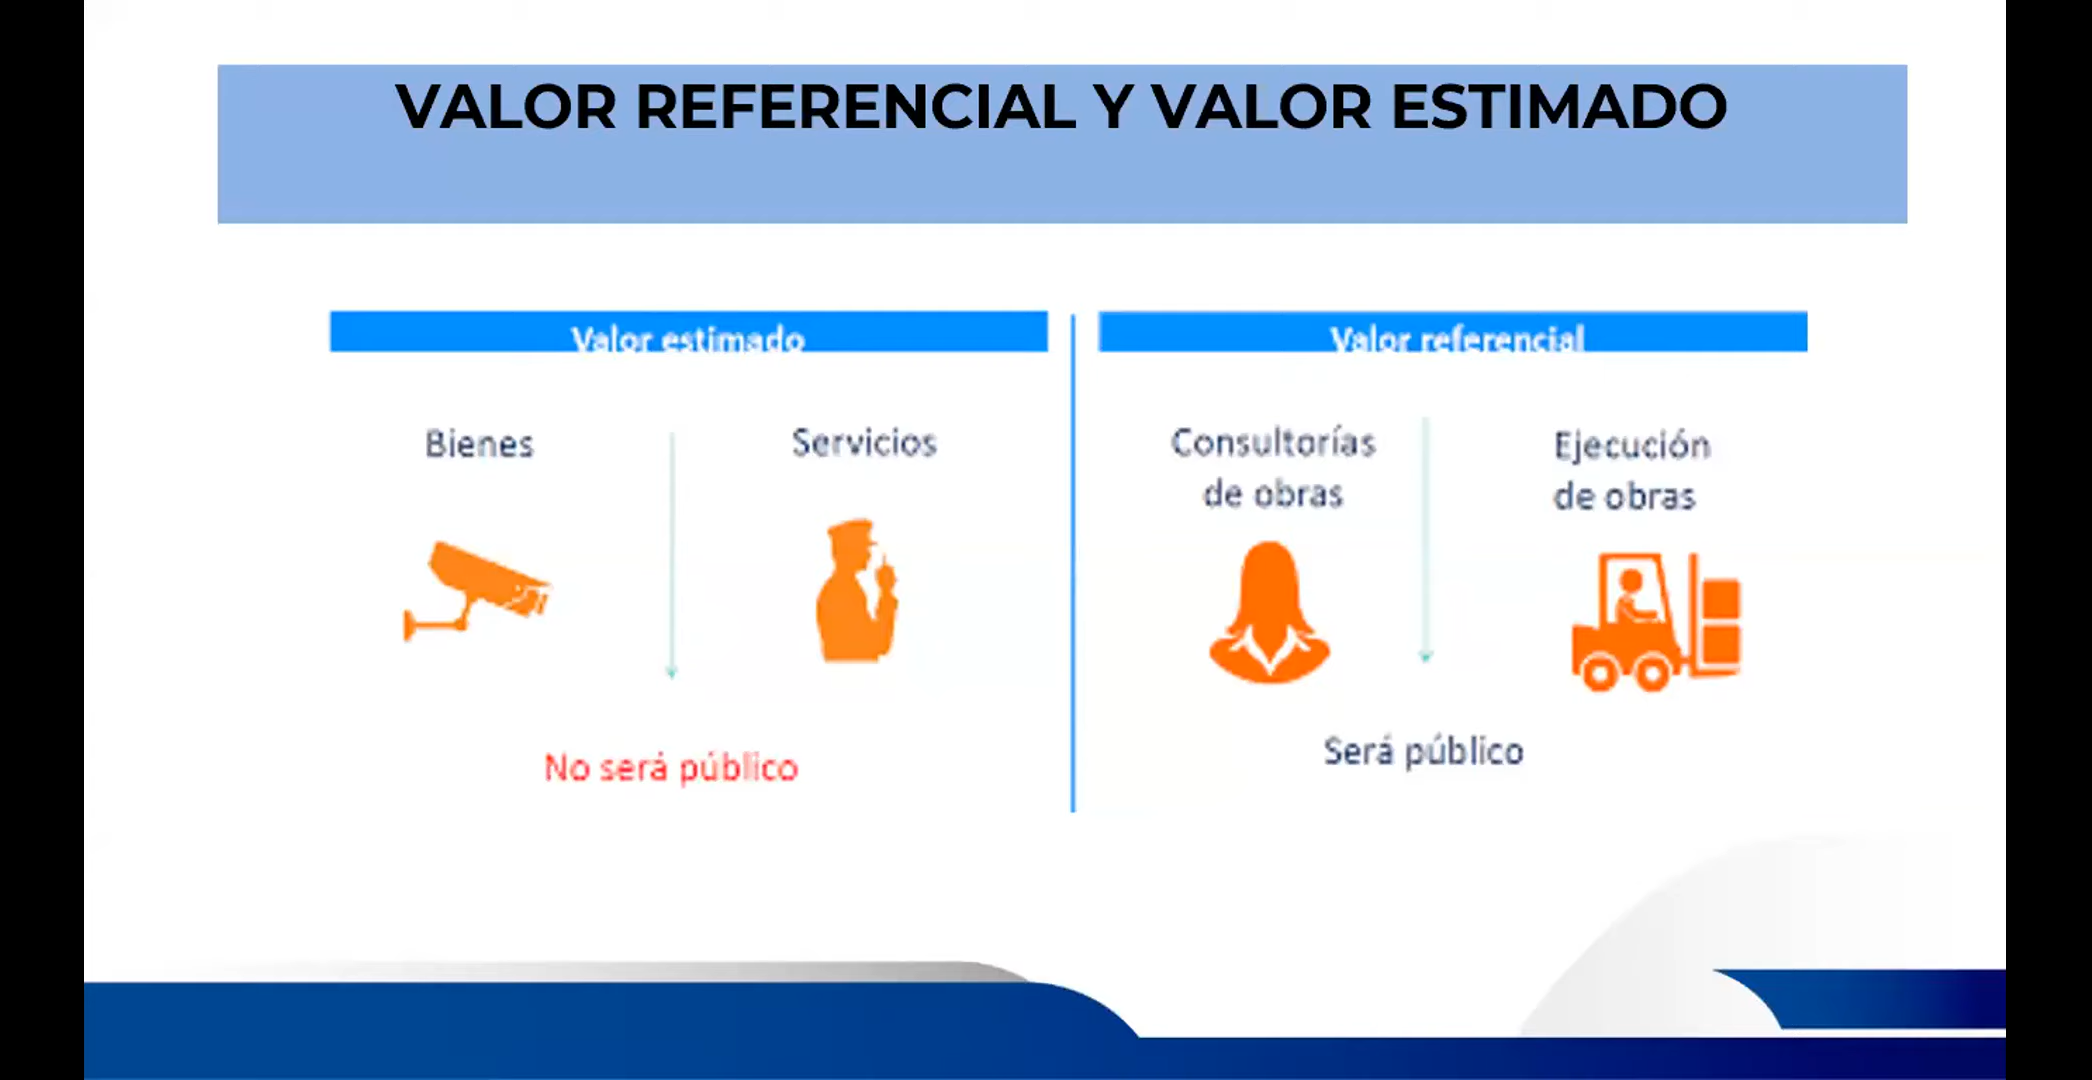 VALOR REFERENCIAL Y VALOR ESTIMADO
Valor estimado
Bienes
Servicios
No será público
Valor referencial
Consultorías
de obras
Ejecución
de obras
Será público